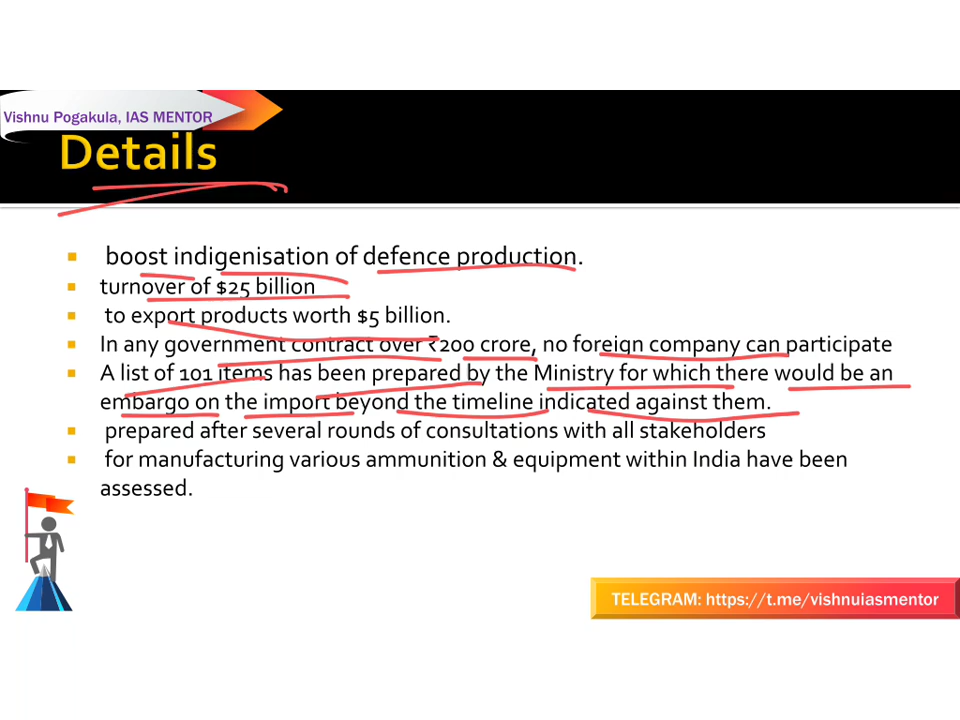 Vishnu Pogakula, IAS MENTOR
Details
boost indigenisation of defence production.
turnover of $25 billion
to export products worth $5 billion.
In any government contract over ₹200 crore, no foreign company can participate
A list of 101 items has been prepared by the Ministry for which there would be an
embargo on the import beyond the timeline indicated against them.
prepared after several rounds of consultations with all stakeholders
for manufacturing various ammunition & equipment within India have been
assessed.
TELEGRAM: https://t.me/vishnuiasmentor